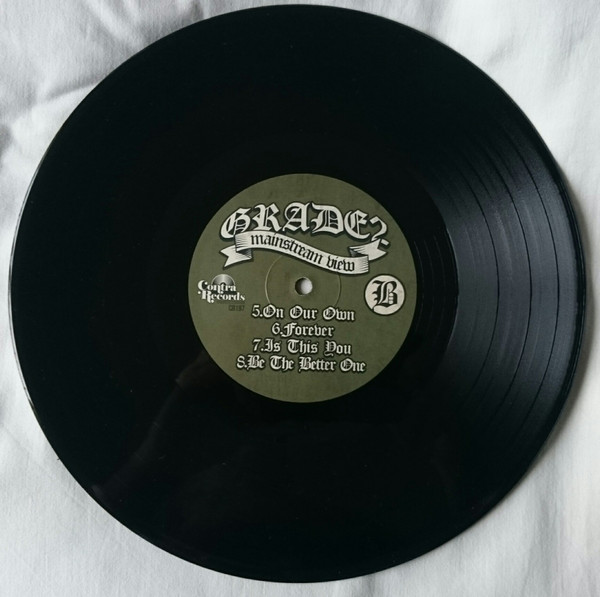 GRADE 2
mainstream view
Contra
Records
B
5.On Our Own
6.Forever
7.Is This You
8.Be The Better One